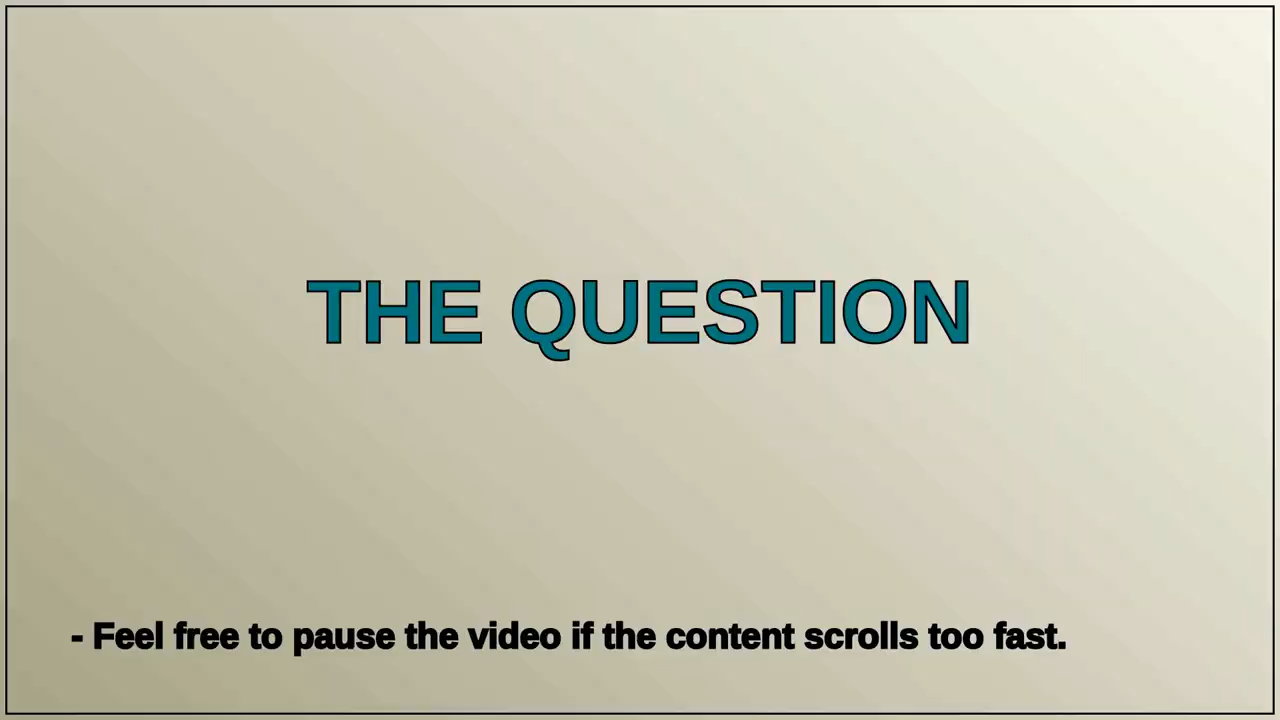 THE QUESTION
- Feel free to pause the video if the content scrolls too fast.